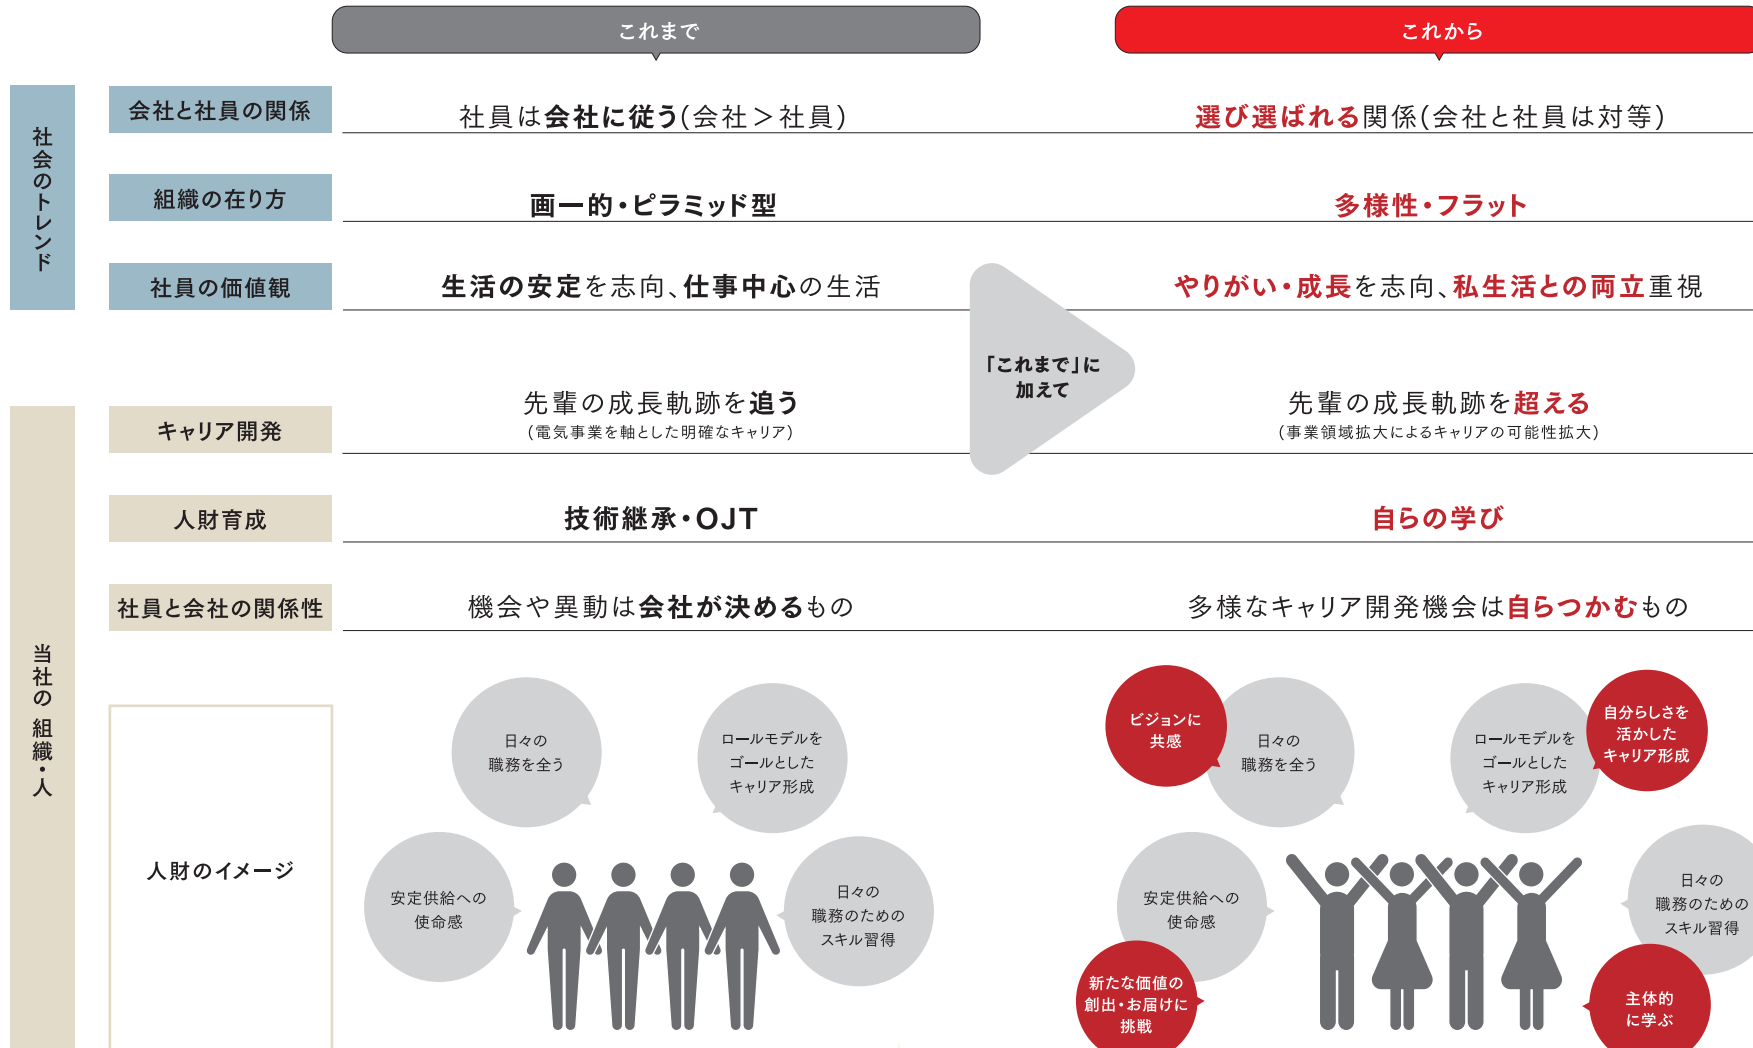 これまで
これから
社会のトレンド
会社と社員の関係
社員は会社に従う(会社>社員)
選び選ばれる関係(会社と社員は対等)
組織の在り方
画一的・ピラミッド型
多様性・フラット
社員の価値観
生活の安定を志向、仕事中心の生活
やりがい・成長を志向、私生活との両立重視
「これまで」に
加えて
当社の組織・人
キャリア開発
先輩の成長軌跡を追う
(電気事業を軸とした明確なキャリア)
先輩の成長軌跡を超える
(事業領域拡大によるキャリアの可能性拡大)
人財育成
技術継承・OJT
自らの学び
社員と会社の関係性
機会や異動は会社が決めるもの
多様なキャリア開発機会は自らつかむもの
人財のイメージ
日々の
職務を全う
ロールモデルを
ゴールとした
キャリア形成
安定供給への
使命感
日々の
職務のための
スキル習得
ビジョンに
共感
日々の
職務を全う
ロールモデルを
ゴールとした
キャリア形成
自分らしさを
活かした
キャリア形成
安定供給への
使命感
日々の
職務のための
スキル習得
新たな価値の
創出・お届けに
挑戦
主体的
に学ぶ